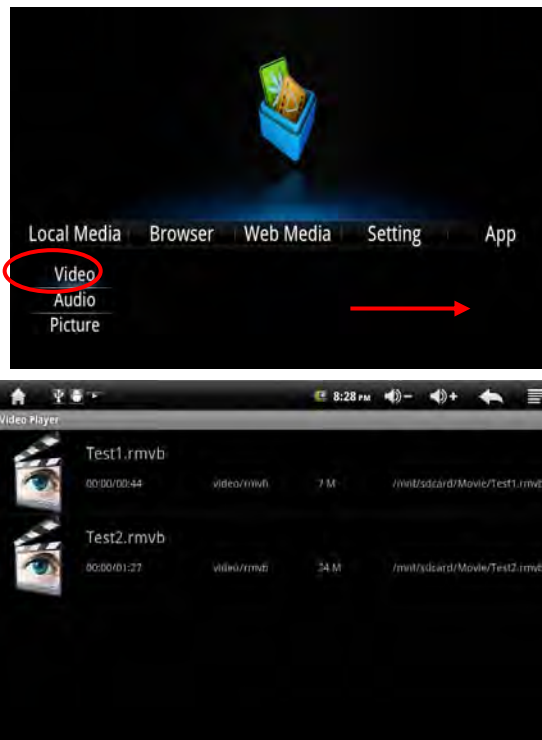 Local Media Browser Web Media Setting App
Video
Audio
Picture
8:28 PM
Video Player
Test1.rmvb
00:00/00:44 video/rmvb 7 M /mnt/sdcard/Movie/Test1.rmvb
Test2.rmvb
00:00/01:27 video/rmvb 34 M /mnt/sdcard/Movie/Test2.rmvb